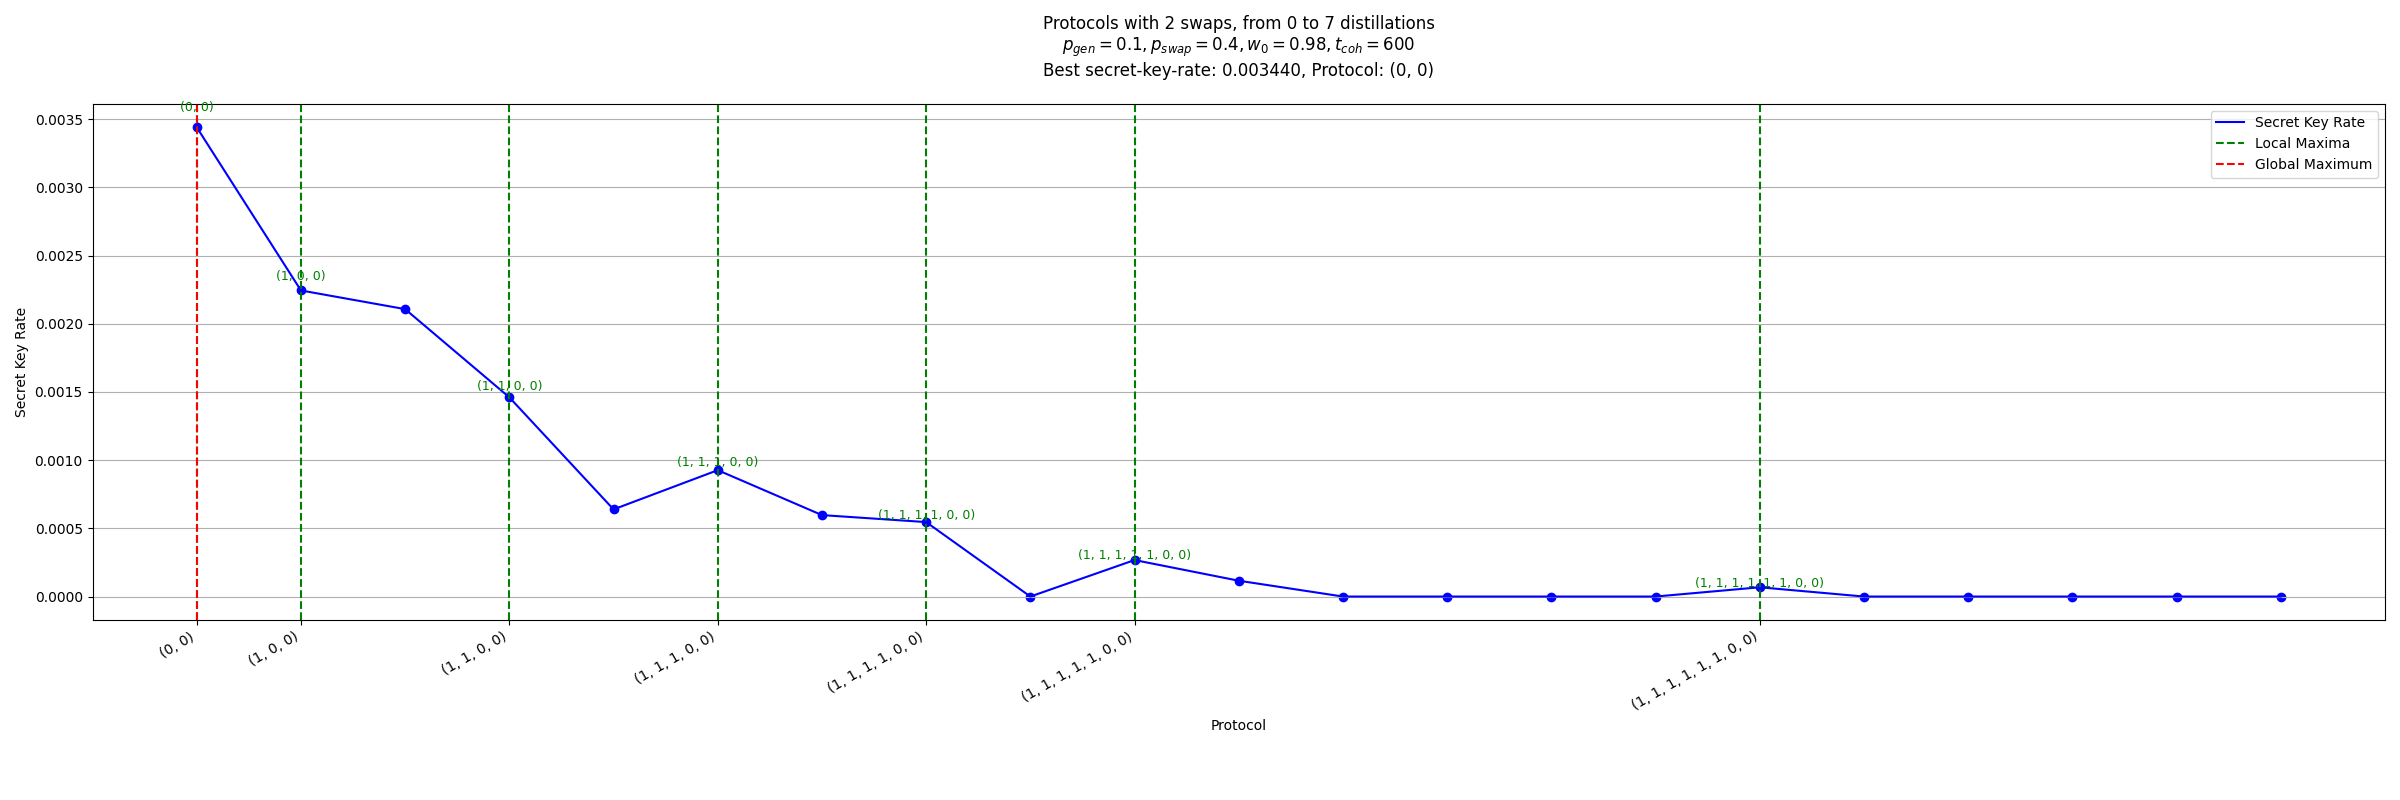 Protocols with 2 swaps, from 0 to 7 distillations
p_gen = 0.1, p_swap = 0.4, w_0 = 0.98, t_coh = 600
Best secret-key-rate: 0.003440, Protocol: (0, 0)
Secret Key Rate
Local Maxima
Global Maximum
(0, 0)
(1, 0, 0)
(1, 1, 0, 0)
(1, 1, 1, 0, 0)
(1, 1, 1, 1, 0, 0)
(1, 1, 1, 1, 1, 0, 0)
(1, 1, 1, 1, 1, 1, 0, 0)
Secret Key Rate
0.0035
0.0030
0.0025
0.0020
0.0015
0.0010
0.0005
0.0000
(0, 0)
(1, 0, 0)
(1, 1, 0, 0)
(1, 1, 1, 0, 0)
(1, 1, 1, 1, 0, 0)
(1, 1, 1, 1, 1, 0, 0)
(1, 1, 1, 1, 1, 1, 0, 0)
Protocol